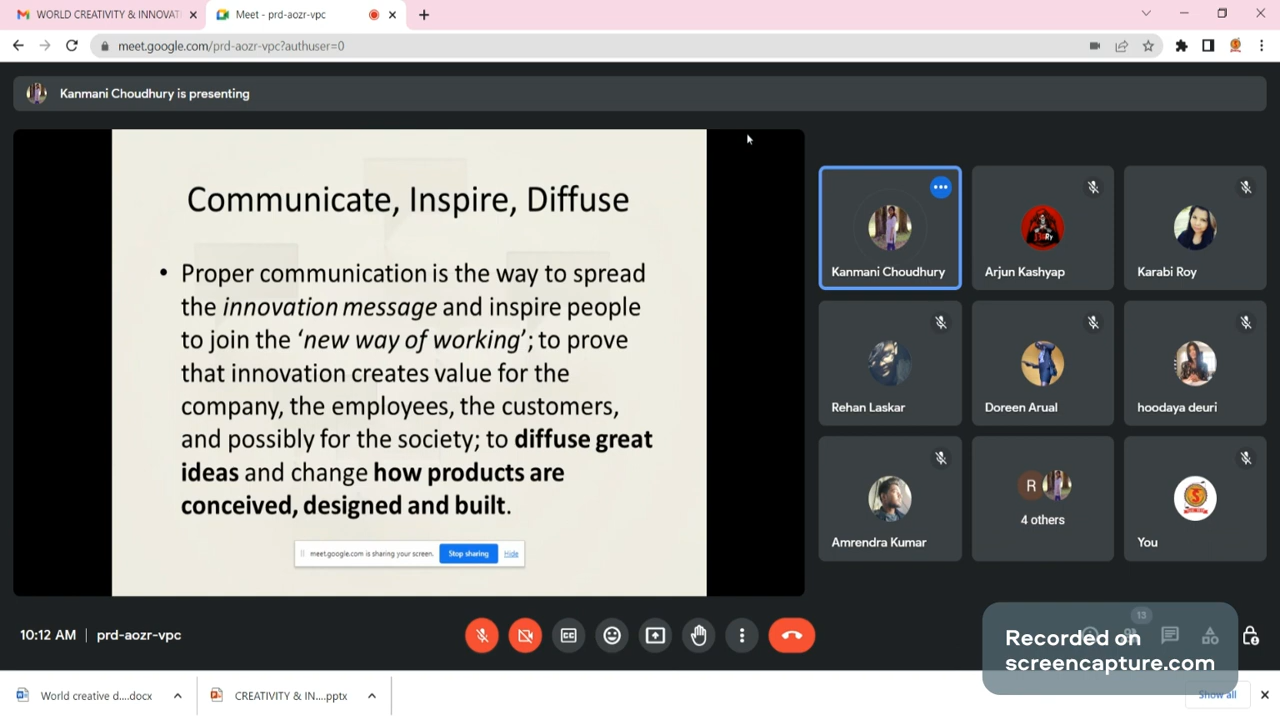 WORLD CREATIVITY & INNOVAT
Meet - prd-aozr-vpc
meet.google.com/prd-aozr-vpc?authuser=0
Kanmani Choudhury is presenting
Communicate, Inspire, Diffuse
• Proper communication is the way to spread
the innovation message and inspire people
to join the ‘new way of working’; to prove
that innovation creates value for the
company, the employees, the customers,
and possibly for the society; to diffuse great
ideas and change how products are
conceived, designed and built.
meet.google.com is sharing your screen.
Stop sharing
Hide
Kanmani Choudhury
Arjun Kashyap
Karabi Roy
Rehan Laskar
Doreen Arual
hoodaya deuri
Amrendra Kumar
R
4 others
You
10:12 AM | prd-aozr-vpc
13
Recorded on
screencapture.com
World creative d....docx
CREATIVITY & IN....pptx
Show all